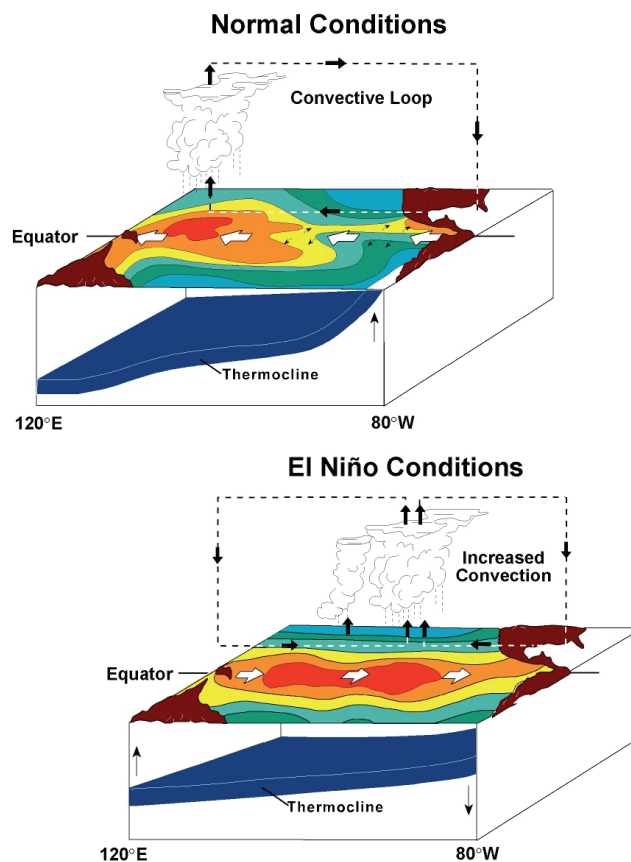 Normal Conditions
Convective Loop
Equator
Thermocline
120°E
80°W
El Niño Conditions
Increased
Convection
Equator
Thermocline
120°E
80°W